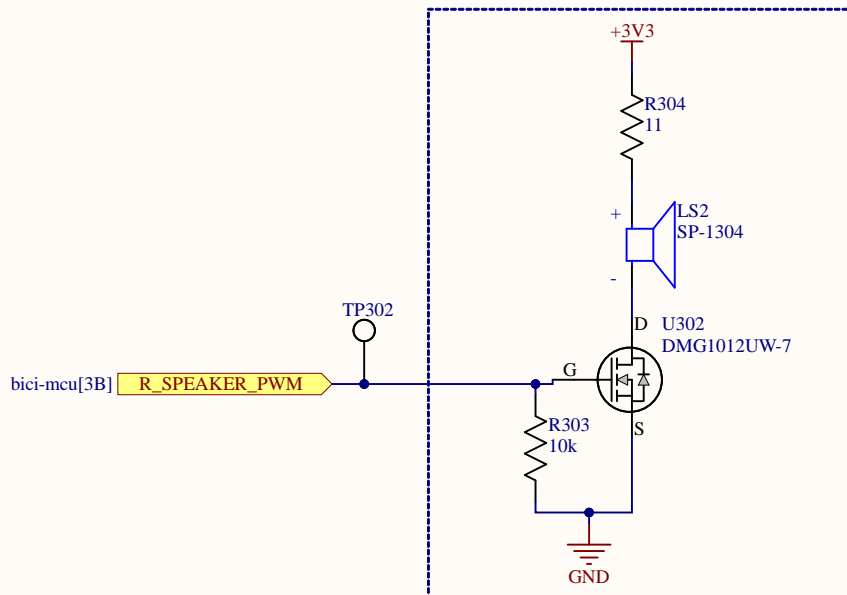 +3V3
R304
11
+
LS2
SP-1304
-
TP302
D
U302
DMG1012UW-7
bici-mcu[3B]
R_SPEAKER_PWM
G
R303
10k
S
GND